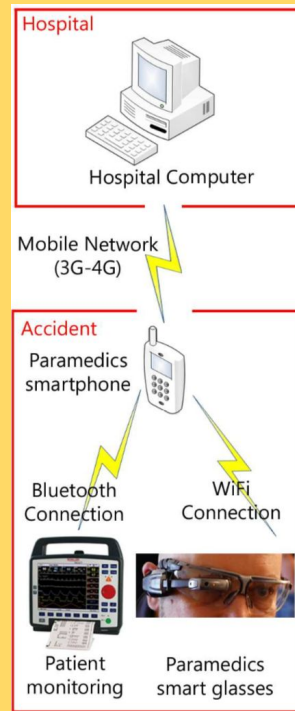 Hospital
Hospital Computer
Mobile Network
(3G-4G)
Accident
Paramedics
smartphone
Bluetooth
Connection
WiFi
Connection
Patient
monitoring
Paramedics
smart glasses